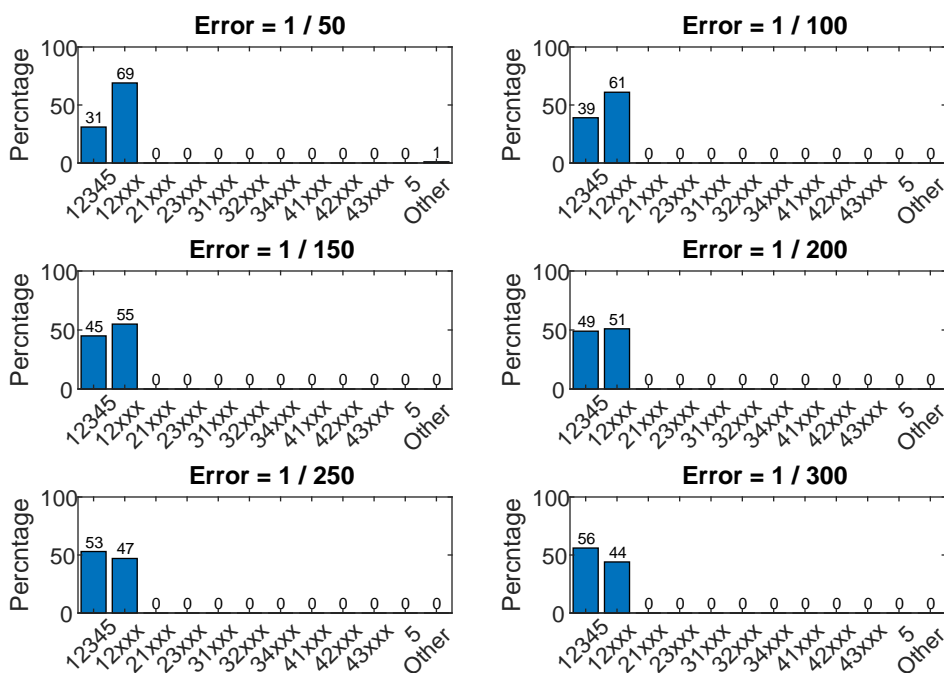 Error = 1 / 50
Percntage
100
50
0
31
69
0
0
0
0
0
0
0
0
0
1
12345
12xxx
21xxx
23xxx
31xxx
32xxx
34xxx
41xxx
42xxx
43xxx
5
Other
Error = 1 / 100
Percntage
100
50
0
39
61
0
0
0
0
0
0
0
0
0
0
12345
12xxx
21xxx
23xxx
31xxx
32xxx
34xxx
41xxx
42xxx
43xxx
5
Other
Error = 1 / 150
Percntage
100
50
0
45
55
0
0
0
0
0
0
0
0
0
0
12345
12xxx
21xxx
23xxx
31xxx
32xxx
34xxx
41xxx
42xxx
43xxx
5
Other
Error = 1 / 200
Percntage
100
50
0
49
51
0
0
0
0
0
0
0
0
0
0
12345
12xxx
21xxx
23xxx
31xxx
32xxx
34xxx
41xxx
42xxx
43xxx
5
Other
Error = 1 / 250
Percntage
100
50
0
53
47
0
0
0
0
0
0
0
0
0
0
12345
12xxx
21xxx
23xxx
31xxx
32xxx
34xxx
41xxx
42xxx
43xxx
5
Other
Error = 1 / 300
Percntage
100
50
0
56
44
0
0
0
0
0
0
0
0
0
0
12345
12xxx
21xxx
23xxx
31xxx
32xxx
34xxx
41xxx
42xxx
43xxx
5
Other